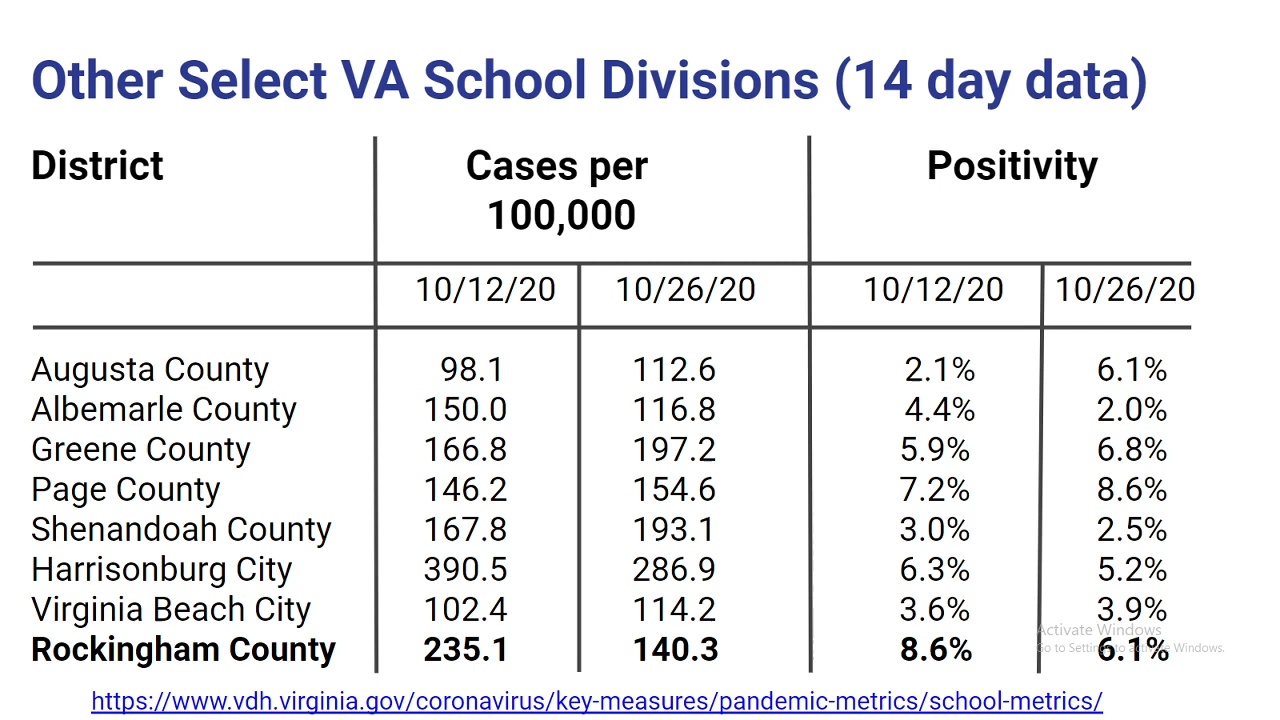 Other Select VA School Divisions (14 day data)
District Cases per 100,000 Positivity
10/12/20 10/26/20 10/12/20 10/26/20
Augusta County 98.1 112.6 2.1% 6.1%
Albemarle County 150.0 116.8 4.4% 2.0%
Greene County 166.8 197.2 5.9% 6.8%
Page County 146.2 154.6 7.2% 8.6%
Shenandoah County 167.8 193.1 3.0% 2.5%
Harrisonburg City 390.5 286.9 6.3% 5.2%
Virginia Beach City 102.4 114.2 3.6% 3.9%
Activate Windows
Rockingham County 235.1 140.3 8.6% 6.1%
Go to Settings to activate Windows.
https://www.vdh.virginia.gov/coronavirus/key-measures/pandemic-metrics/school-metrics/